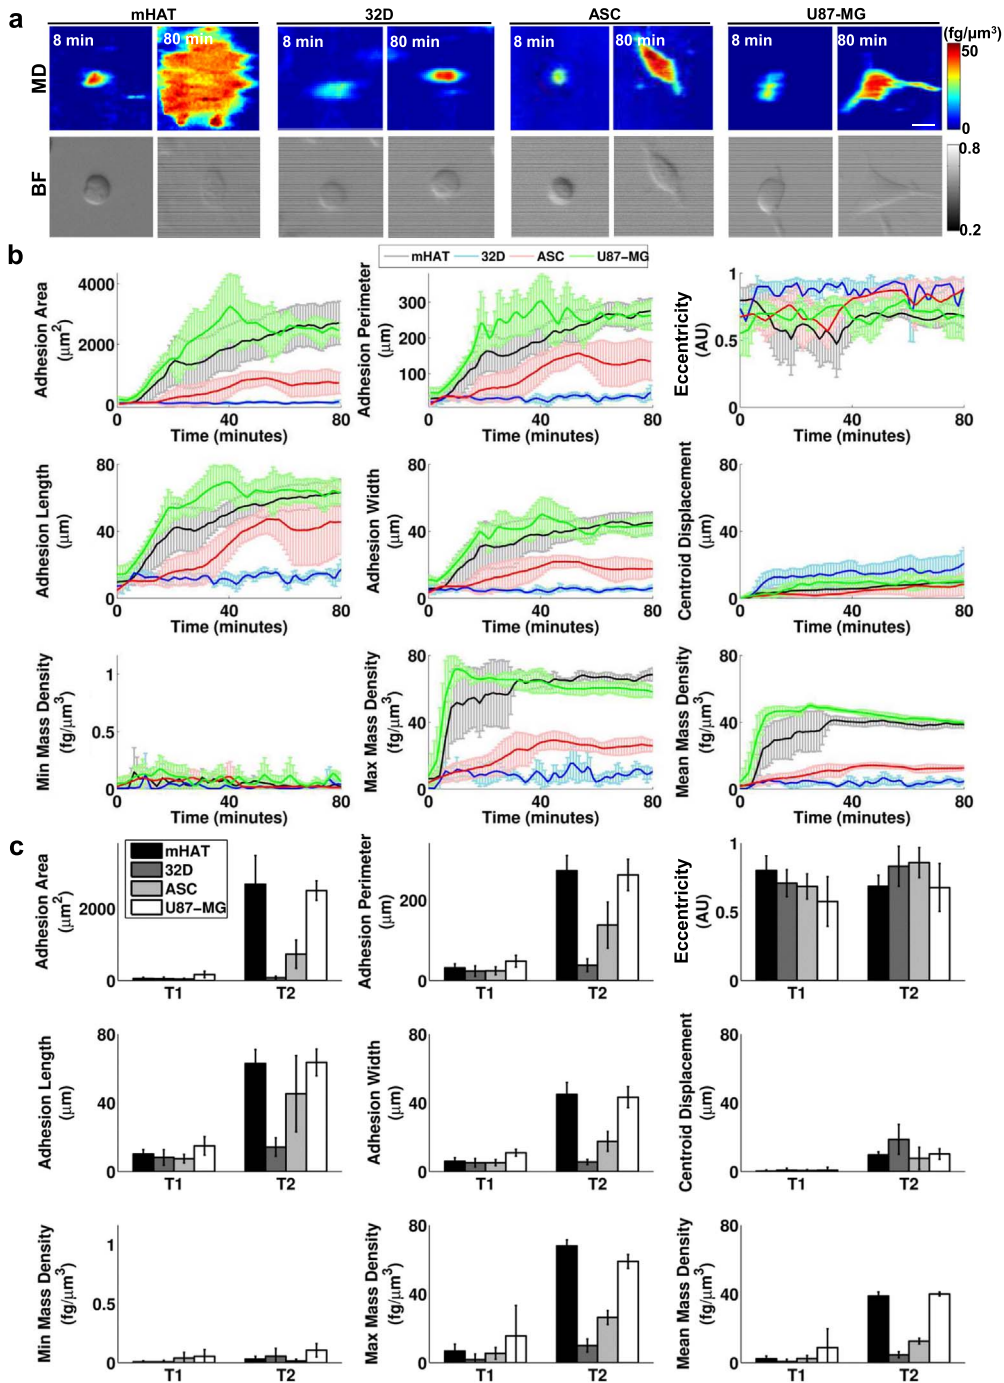 a
mHAT 32D ASC U87-MG
8 min 80 min 8 min 80 min 8 min 80 min 8 min 80 min
(fg/μm³)
50
0
MD
BF
0.8
0.2
b
mHAT 32D ASC U87−MG
Adhesion Area
(μm²)
4000
2000
0
0 40 80
Time (minutes)
Adhesion Perimeter
(μm)
300
200
100
0 40 80
Time (minutes)
Eccentricity
(AU)
1
0.5
0
0 40 80
Time (minutes)
Adhesion Length
(μm)
80
40
0
0 40 80
Time (minutes)
Adhesion Width
(μm)
80
40
0
0 40 80
Time (minutes)
Centroid Displacement
(μm)
80
40
0
0 40 80
Time (minutes)
Min Mass Density
(fg/μm³)
1
0.5
0
0 40 80
Time (minutes)
Max Mass Density
(fg/μm³)
80
40
0
0 40 80
Time (minutes)
Mean Mass Density
(fg/μm³)
80
40
0
0 40 80
Time (minutes)
c
mHAT
32D
ASC
U87−MG
Adhesion Area
(μm²)
2000
0
T1 T2
Adhesion Perimeter
(μm)
200
0
T1 T2
Eccentricity
(AU)
1
0.5
0
T1 T2
Adhesion Length
(μm)
80
40
0
T1 T2
Adhesion Width
(μm)
80
40
0
T1 T2
Centroid Displacement
(μm)
80
40
0
T1 T2
Min Mass Density
(fg/μm³)
1
0.5
0
T1 T2
Max Mass Density
(fg/μm³)
80
40
0
T1 T2
Mean Mass Density
(fg/μm³)
80
40
0
T1 T2